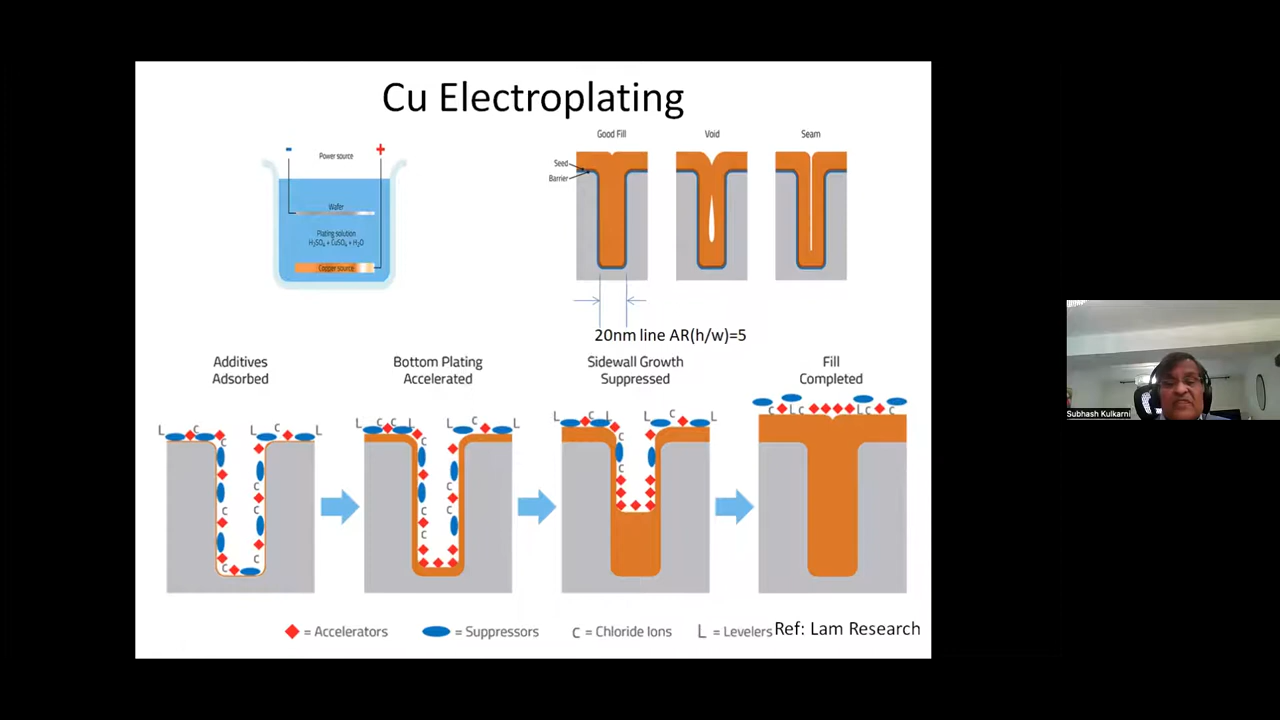 Cu Electroplating
- Power source +
Wafer
Plating solution
H₂SO₄ + CuSO₄ + H₂O
Copper source
Good Fill
Void
Seam
Seed
Barrier
20nm line AR(h/w)=5
Additives
Adsorbed
Bottom Plating
Accelerated
Sidewall Growth
Suppressed
Fill
Completed
L C C C L L
C C C C C
L C C C L L
C C C
L C C C L L
C C C
C L C L C C
= Accelerators
= Suppressors
C = Chloride Ions
L = Levelers
Ref: Lam Research
Subhash Kulkarni